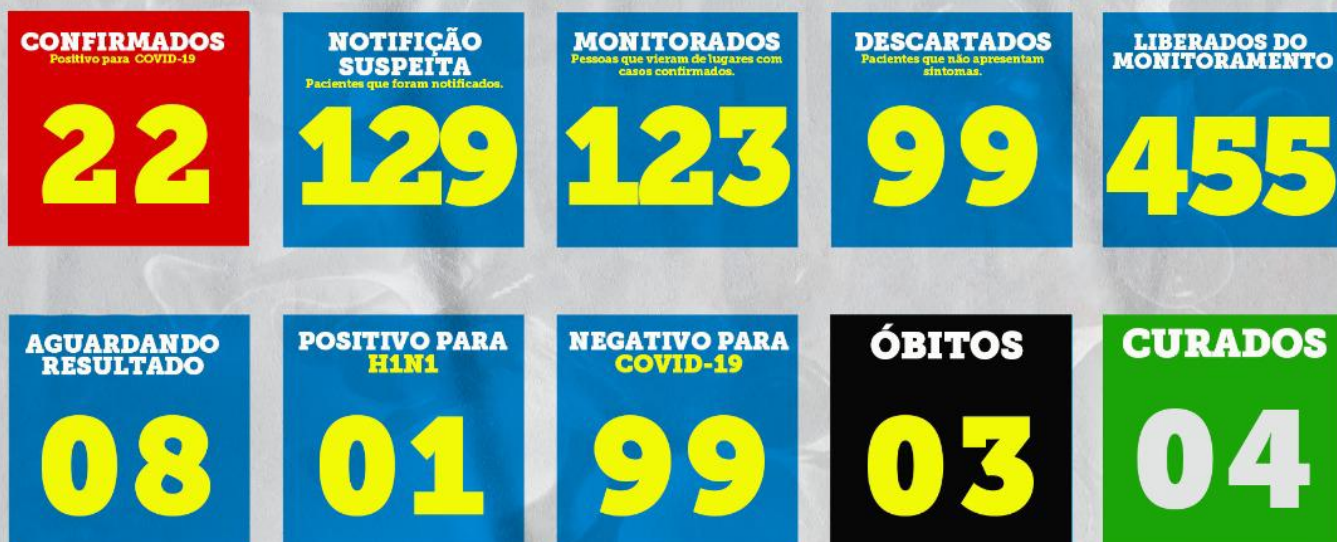 CONFIRMADOS
Positivo para COVID-19
22
NOTIFIÇÃO
SUSPEITA
Pacientes que foram notificados.
129
MONITORADOS
Pessoas que vieram de lugares com
casos confirmados.
123
DESCARTADOS
Pacientes que não apresentam
sintomas.
99
LIBERADOS DO
MONITORAMENTO
455
AGUARDANDO
RESULTADO
08
POSITIVO PARA
H1N1
01
NEGATIVO PARA
COVID-19
99
ÓBITOS
03
CURADOS
04